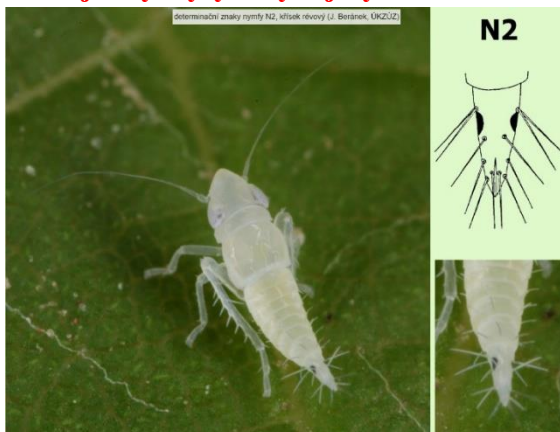 determinační znaky nymfy N2, křísek révový (J. Beránek, ÚKZÚZ)
N2